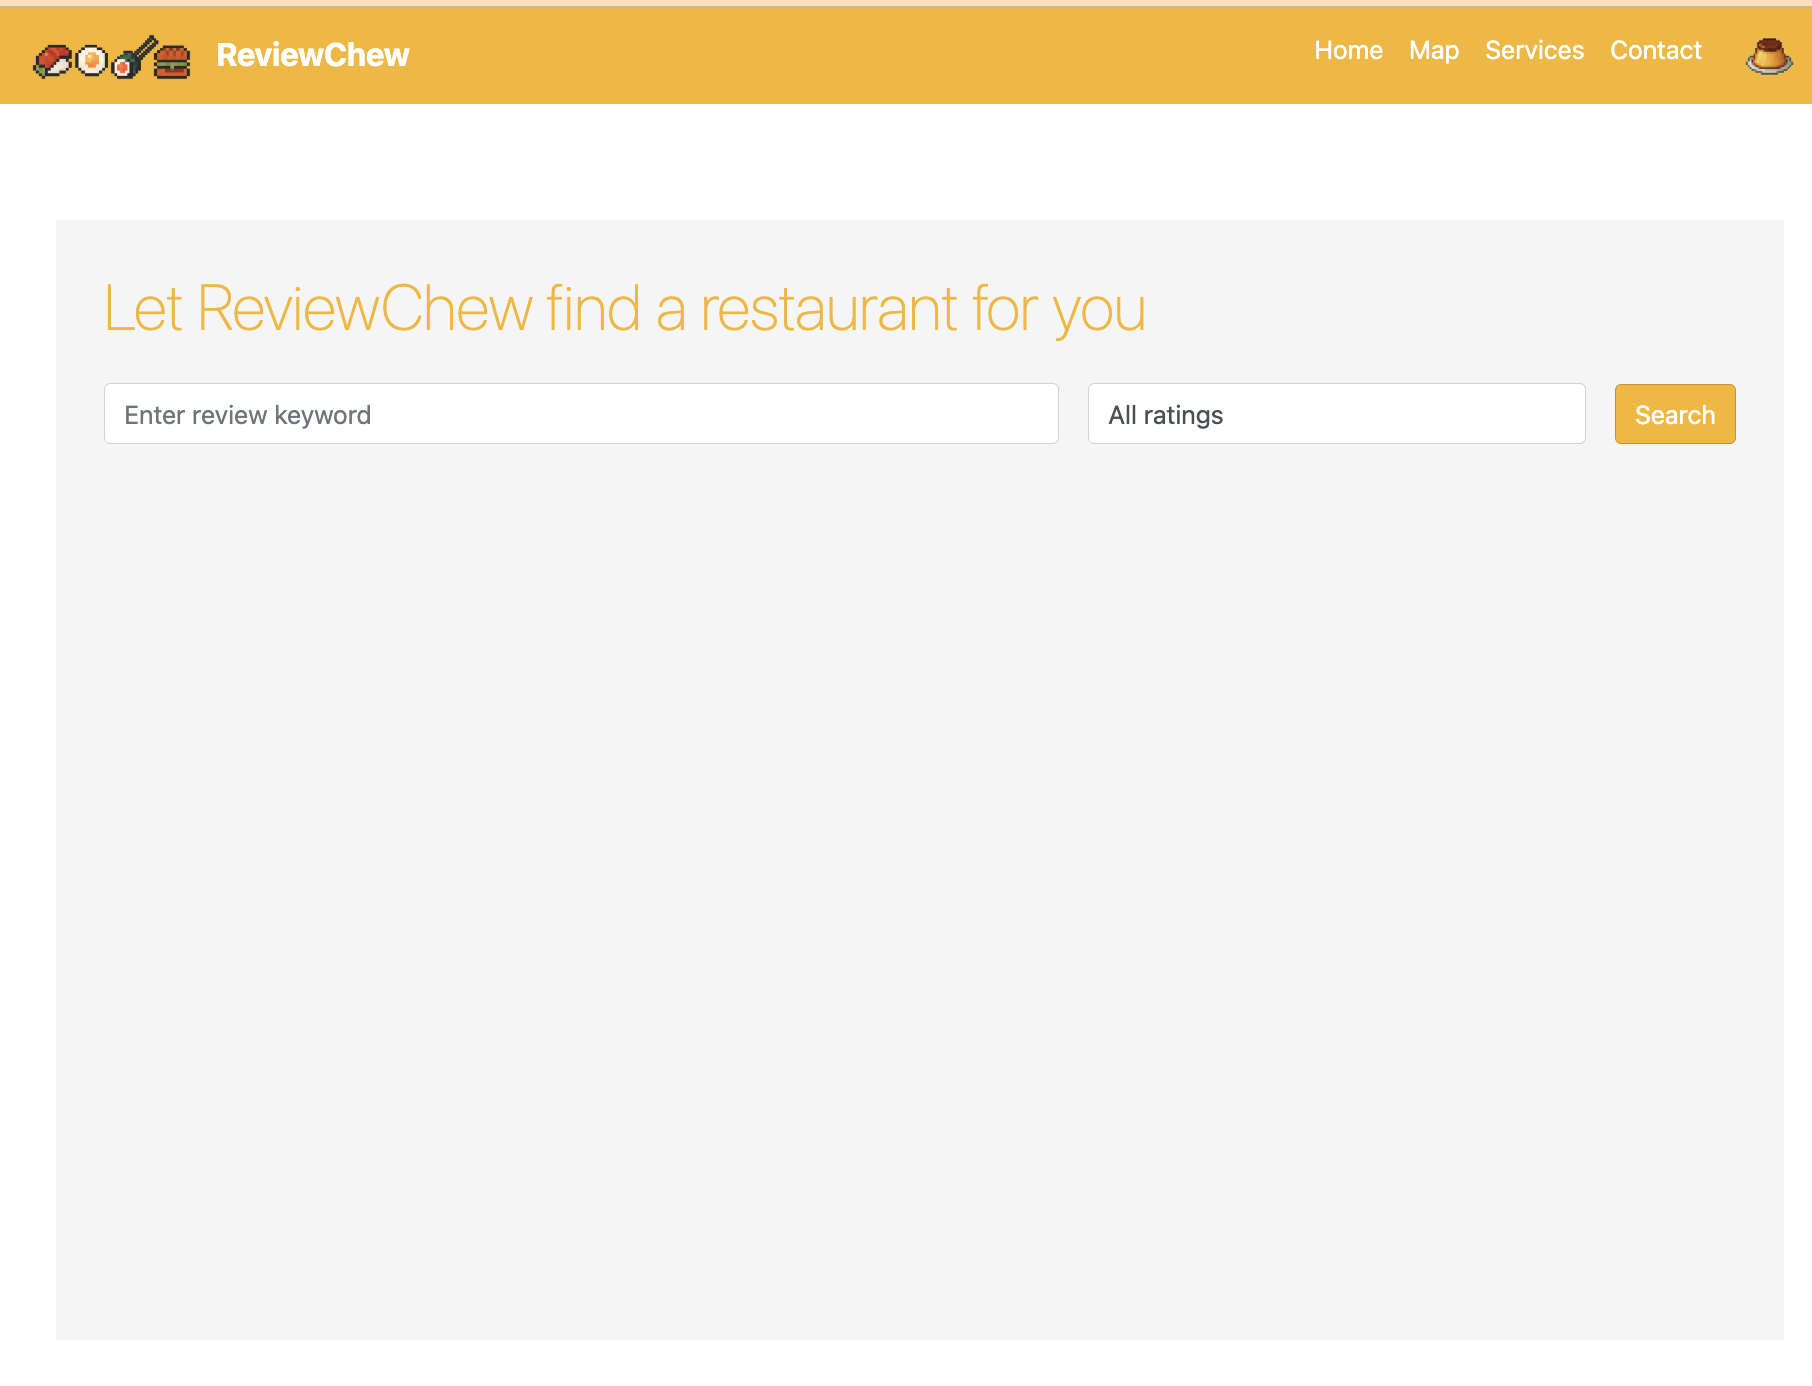 ReviewChew
Home Map Services Contact
Let ReviewChew find a restaurant for you
Enter review keyword
All ratings
Search